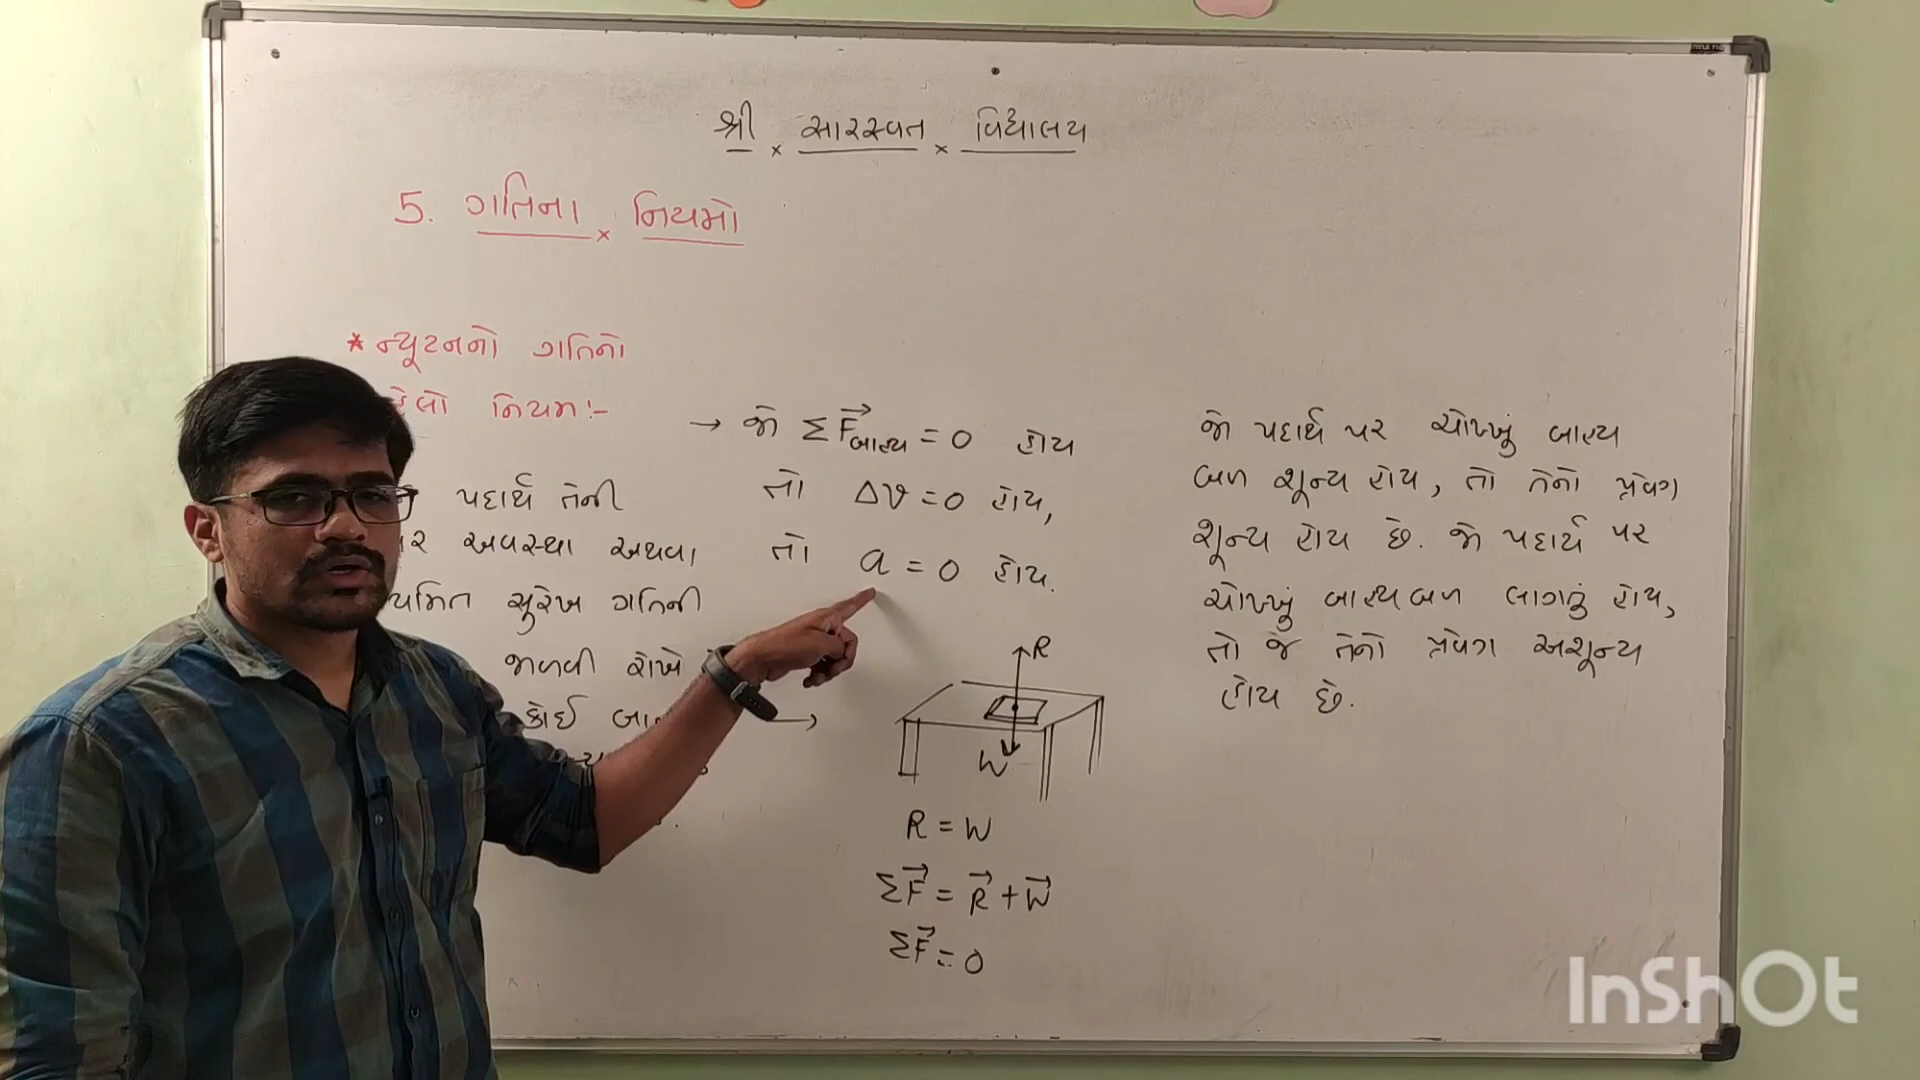 શ્રી × સારસ્વત × વિદ્યાલય
5. ગતિના × નિયમો
* ન્યૂટનનો ગતિનો
નિયમ:-
પદાર્થ તેની
અવસ્થા અથવા
સુરેખ ગતિની
જાળવી રાખે
કોઈ
→ જો ΣF⃗બાહ્ય = 0 હોય
તો Δv = 0 હોય,
તો a = 0 હોય.
R
W
R = W
ΣF⃗ = R⃗ + W⃗
ΣF⃗ = 0
જો પદાર્થ પર ચોખ્ખું બાહ્ય
બળ શૂન્ય હોય, તો તેનો પ્રવેગ
શૂન્ય હોય છે. જો પદાર્થ પર
ચોખ્ખું બાહ્ય બળ લાગતું હોય,
તો જ તેનો પ્રવેગ અશૂન્ય
હોય છે.
InShOt